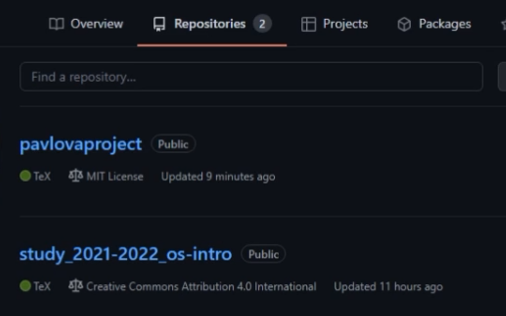 Overview Repositories 2 Projects Packages
Find a repository...
pavlovaproject Public
TeX MIT License Updated 9 minutes ago
study_2021-2022_os-intro Public
TeX Creative Commons Attribution 4.0 International Updated 11 hours ago